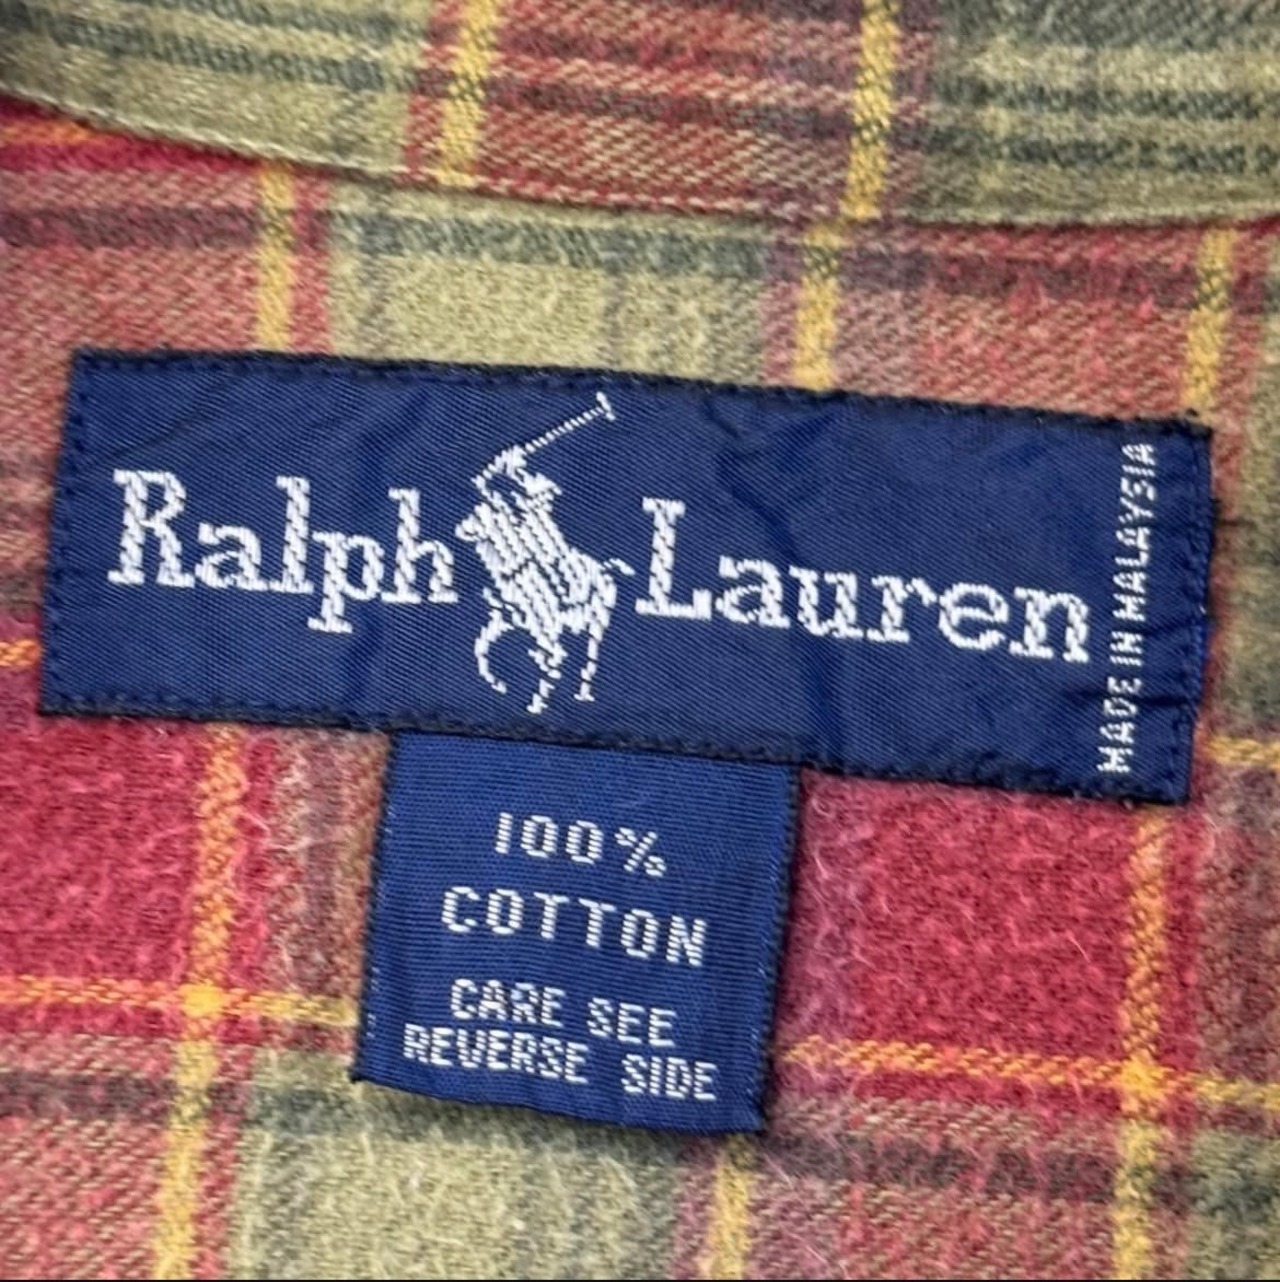 Ralph Lauren
MADE IN MALAYSIA
100%
COTTON
CARE SEE
REVERSE SIDE